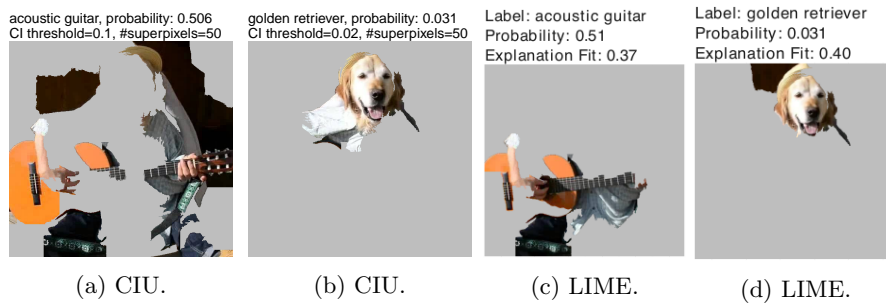 acoustic guitar, probability: 0.506
CI threshold=0.1, #superpixels=50
golden retriever, probability: 0.031
CI threshold=0.02, #superpixels=50
Label: acoustic guitar
Probability: 0.51
Explanation Fit: 0.37
Label: golden retriever
Probability: 0.031
Explanation Fit: 0.40
(a) CIU.
(b) CIU.
(c) LIME.
(d) LIME.